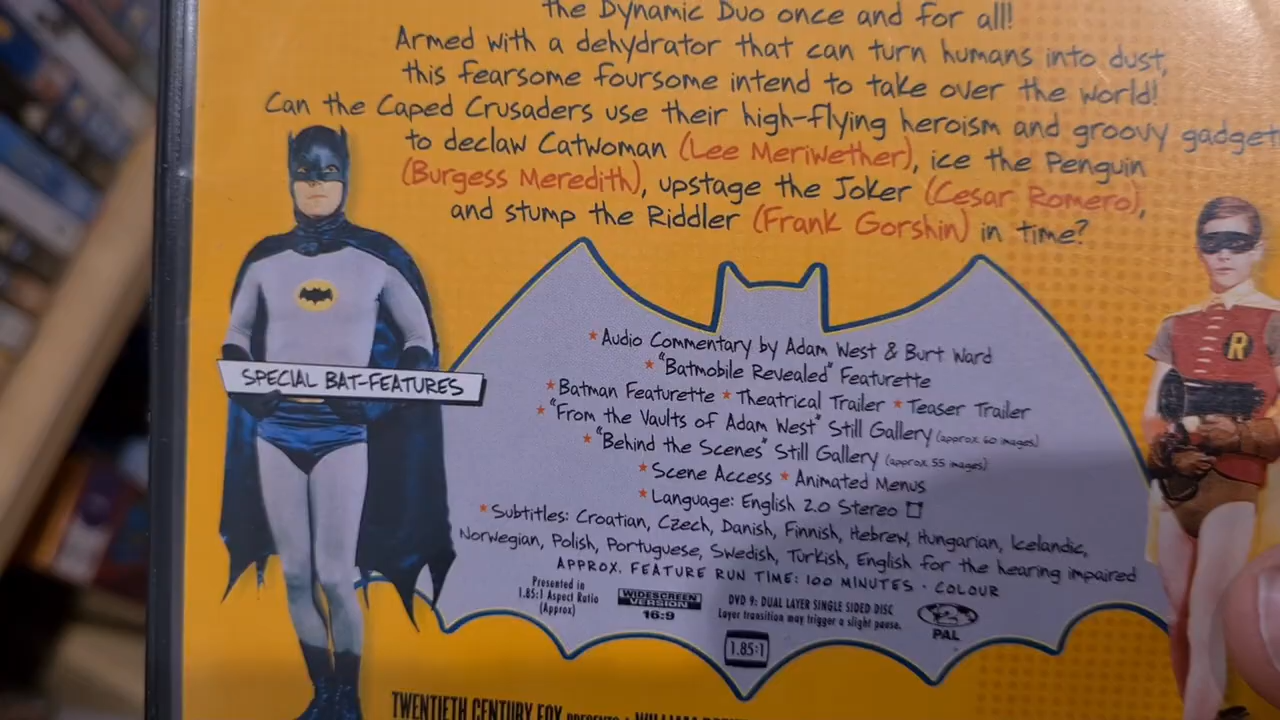 the Dynamic Duo once and for all!
Armed with a dehydrator that can turn humans into dust,
this fearsome foursome intend to take over the world!
Can the Caped Crusaders use their high-flying heroism and groovy gadget
to declaw Catwoman (Lee Meriwether), ice the Penguin
(Burgess Meredith), upstage the Joker (Cesar Romero),
and stump the Riddler (Frank Gorshin) in time?
R
SPECIAL BAT-FEATURES
* Audio Commentary by Adam West & Burt Ward
* "Batmobile Revealed" Featurette
* Batman Featurette * Theatrical Trailer * Teaser Trailer
* "From the Vaults of Adam West" Still Gallery (approx. 60 images)
* "Behind the Scenes" Still Gallery (approx. 55 images)
* Scene Access * Animated Menus
* Language: English 2.0 Stereo
* Subtitles: Croatian, Czech, Danish, Finnish, Hebrew, Hungarian, Icelandic,
Norwegian, Polish, Portuguese, Swedish, Turkish, English for the hearing impaired
APPROX. FEATURE RUN TIME: 100 MINUTES · COLOUR
Presented in
1.85:1 Aspect Ratio
(Approx)
WIDESCREEN
VERSION
16:9
DVD 9: DUAL LAYER SINGLE SIDED DISC
Layer transition may trigger a slight pause.
PAL
1.85:1
TWENTIETH CENTURY FOX PRESENTS